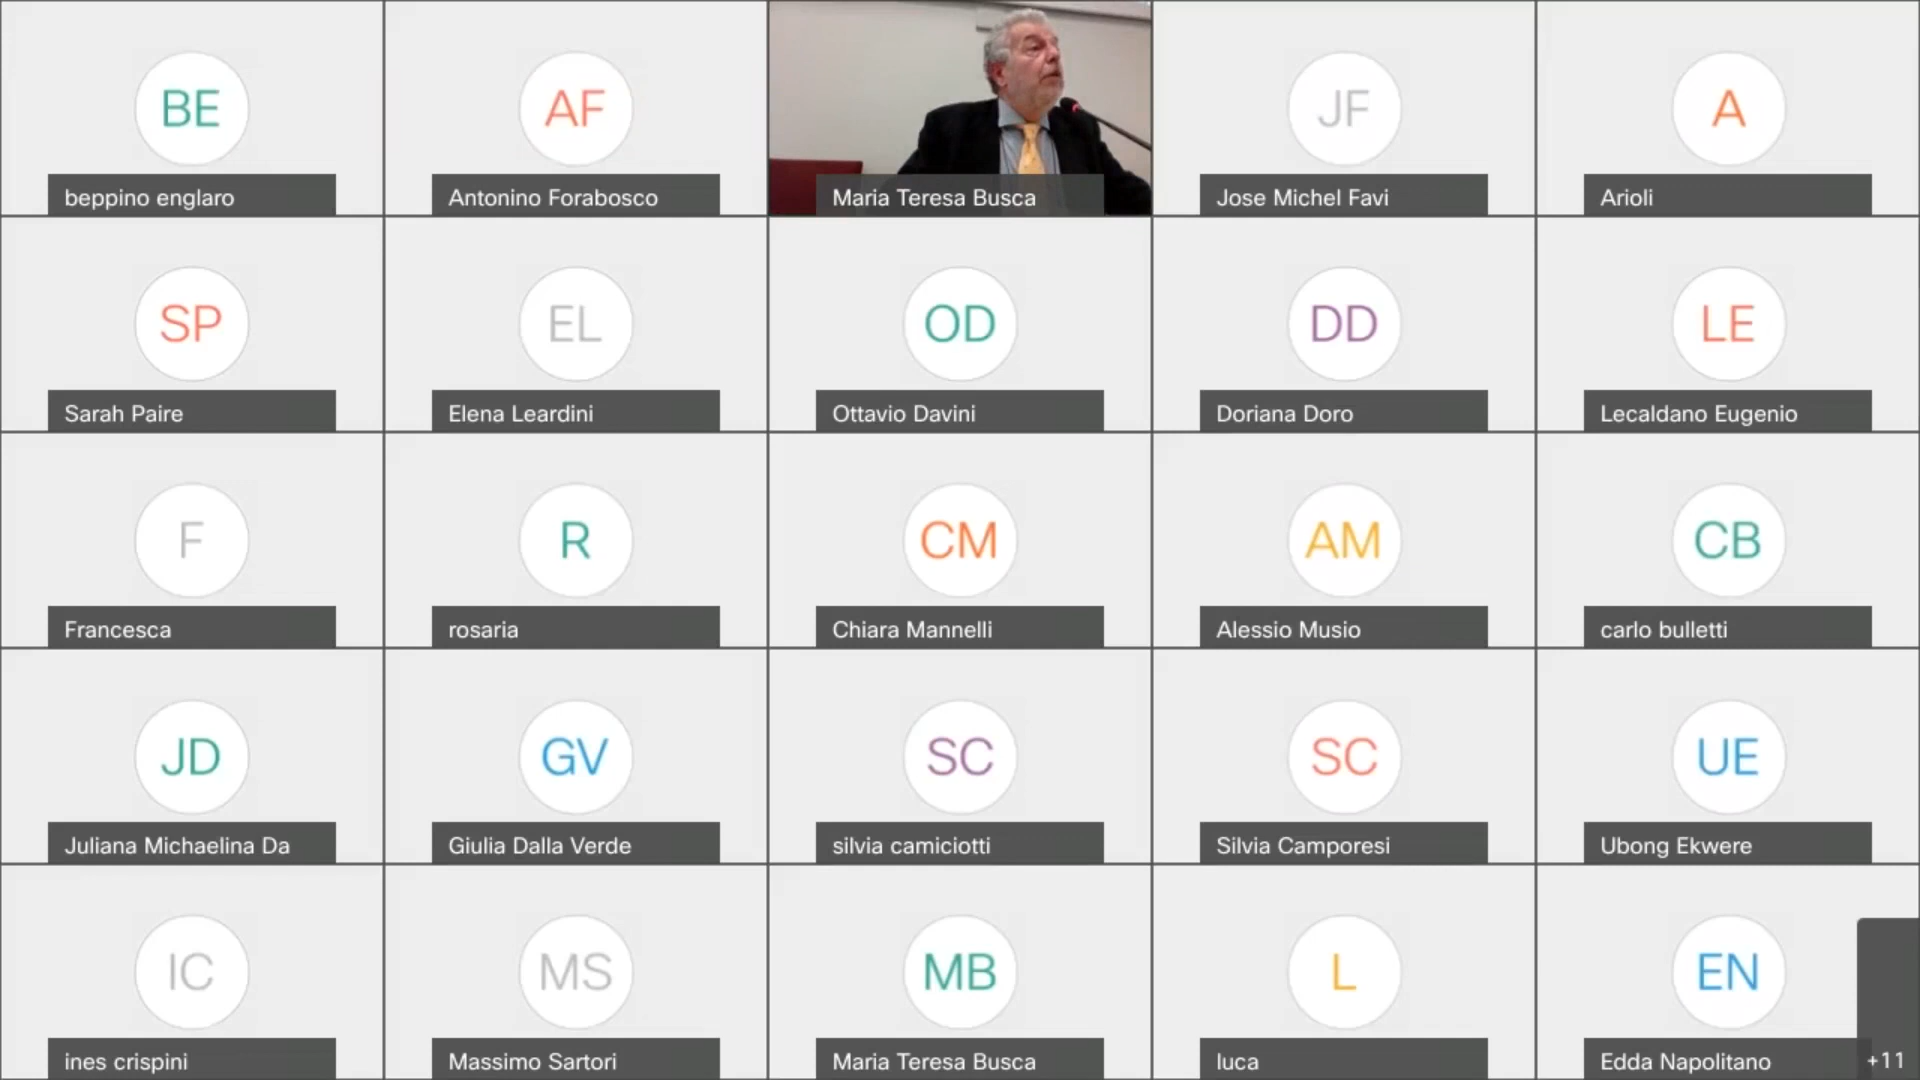 BE
AF
JF
A
beppino englaro
Antonino Forabosco
Maria Teresa Busca
Jose Michel Favi
Arioli
SP
EL
OD
DD
LE
Sarah Paire
Elena Leardini
Ottavio Davini
Doriana Doro
Lecaldano Eugenio
F
R
CM
AM
CB
Francesca
rosaria
Chiara Mannelli
Alessio Musio
carlo bulletti
JD
GV
SC
SC
UE
Juliana Michaelina Da
Giulia Dalla Verde
silvia camiciotti
Silvia Camporesi
Ubong Ekwere
IC
MS
MB
L
EN
ines crispini
Massimo Sartori
Maria Teresa Busca
luca
Edda Napolitano
+11